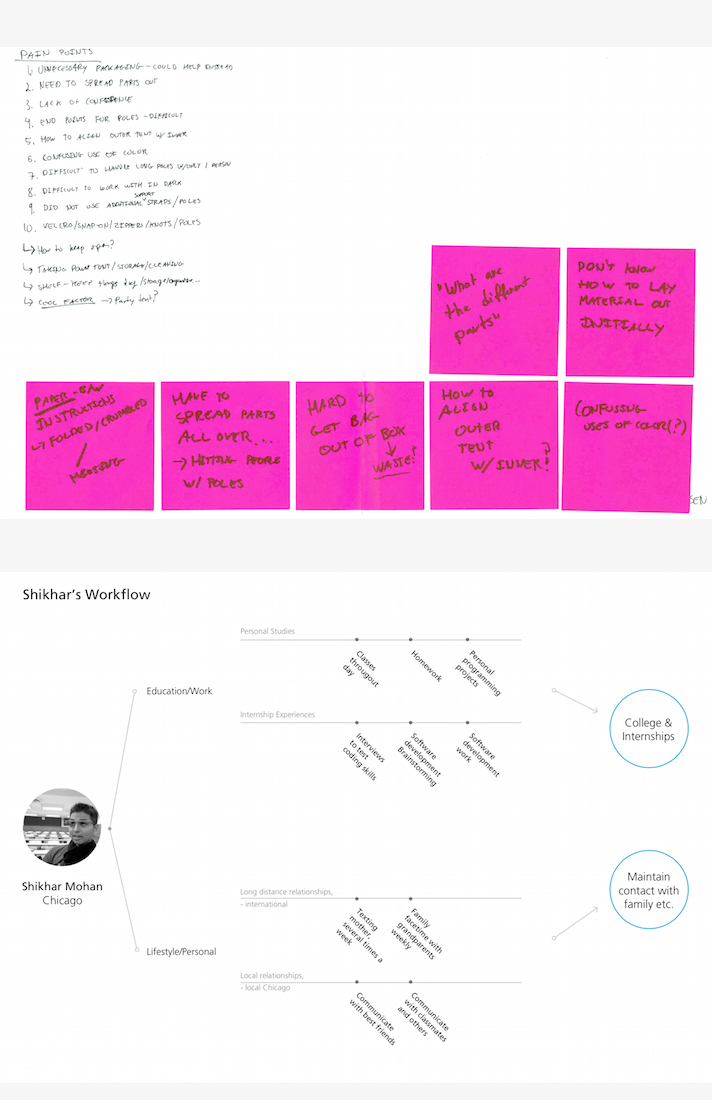 PAIN POINTS
1. UNNECESSARY PACKAGING - COULD HELP INSTEAD
2. NEED TO SPREAD PARTS OUT
3. LACK OF CONFIDENCE
4. END POINTS FOR POLES - DIFFICULT
5. HOW TO ALIGN OUTER TENT W/ INNER
6. CONFUSING USE OF COLOR
7. DIFFICULT TO HANDLE LONG POLES W/ONLY 1 PERSON
8. DIFFICULT TO WORK WITH IN DARK
9. DID NOT USE ADDITIONAL SUPPORT STRAPS/POLES
10. VELCRO/SNAP-ON/ZIPPERS/KNOTS/POLES
↳ How to keep open?
↳ TAKING DOWN TENT/STORAGE/CLEANING
↳ SHELF - KEEP things dry/storage/organize...
↳ COOL FACTOR → Party tent?
"What are
the different
parts"
DON'T KNOW
HOW TO LAY
MATERIAL OUT
INITIALLY
PAPER
INSTRUCTIONS
↳ FOLDED/CRUMBLED
/
MISSING
HAVE TO
SPREAD PARTS
ALL OVER...
→ HITTING PEOPLE
W/ POLES
HARD TO
GET BAG
OUT OF BOX
↓
WASTE?
HOW TO
ALIGN
OUTER
TENT
W/ INNER?
CONFUSSING
USES OF COLOR(?)
SEN
Shikhar's Workflow
Personal Studies
Classes
througout
day
Homework
Personal
programming
projects
Education/Work
Internship Experiences
Interviews
to test
coding skills
Software
development
Brainstorming
Software
development
work
College &
Internships
Shikhar Mohan
Chicago
Long distance relationships,
- international
Texting
mother,
several times a
week
Family
facetime with
grandparents
weekly
Maintain
contact with
family etc.
Lifestyle/Personal
Local relationships,
- local Chicago
Communicate
with best friends
Communicate
with classmates
and others